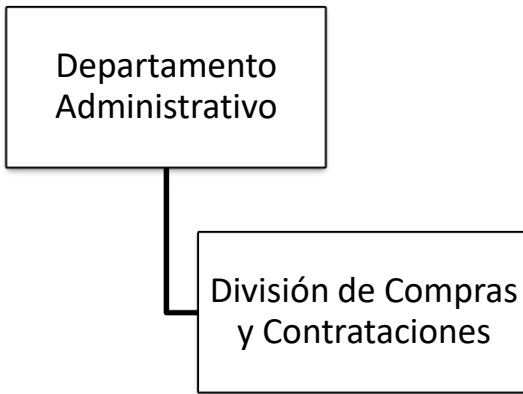 Departamento
Administrativo
División de Compras
y Contrataciones